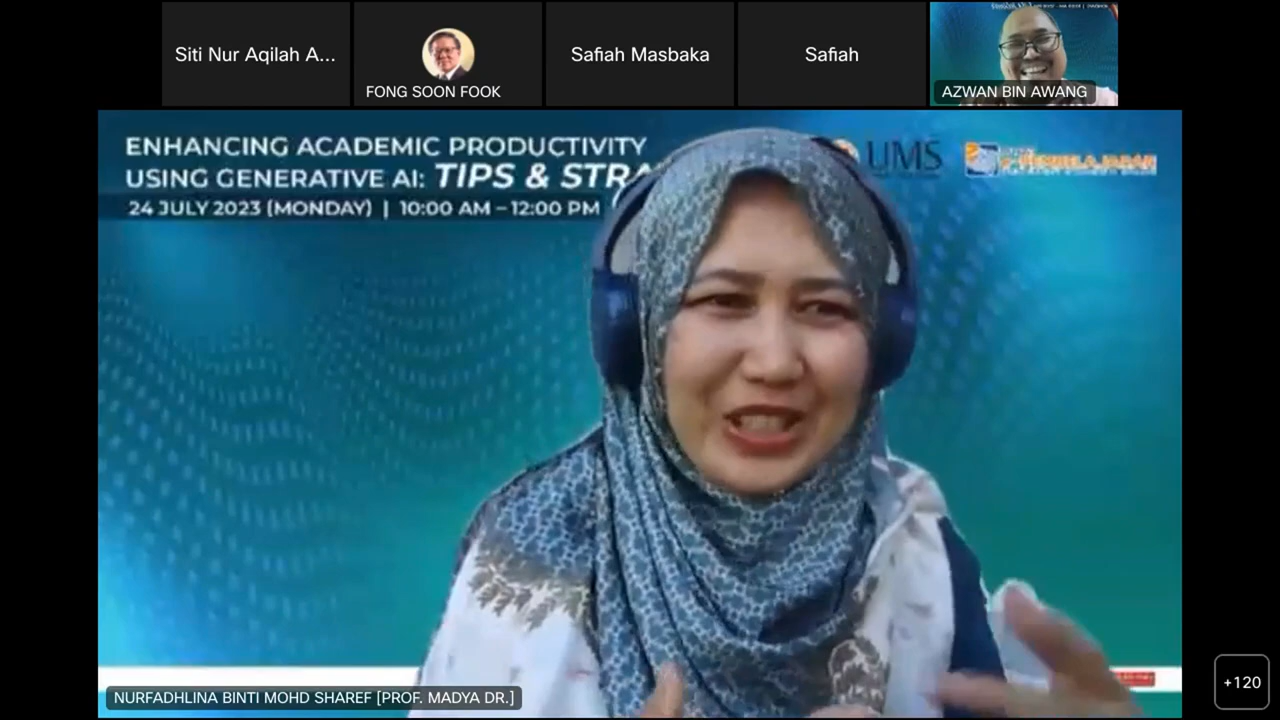 Siti Nur Aqilah A...
FONG SOON FOOK
Safiah Masbaka
Safiah
AZWAN BIN AWANG
ENHANCING ACADEMIC PRODUCTIVITY
USING GENERATIVE AI: TIPS & STRA
24 JULY 2023 (MONDAY) | 10:00 AM – 12:00 PM
UMS
e-PEMBELAJARAN
NURFADHLINA BINTI MOHD SHAREF [PROF. MADYA DR.]
+120